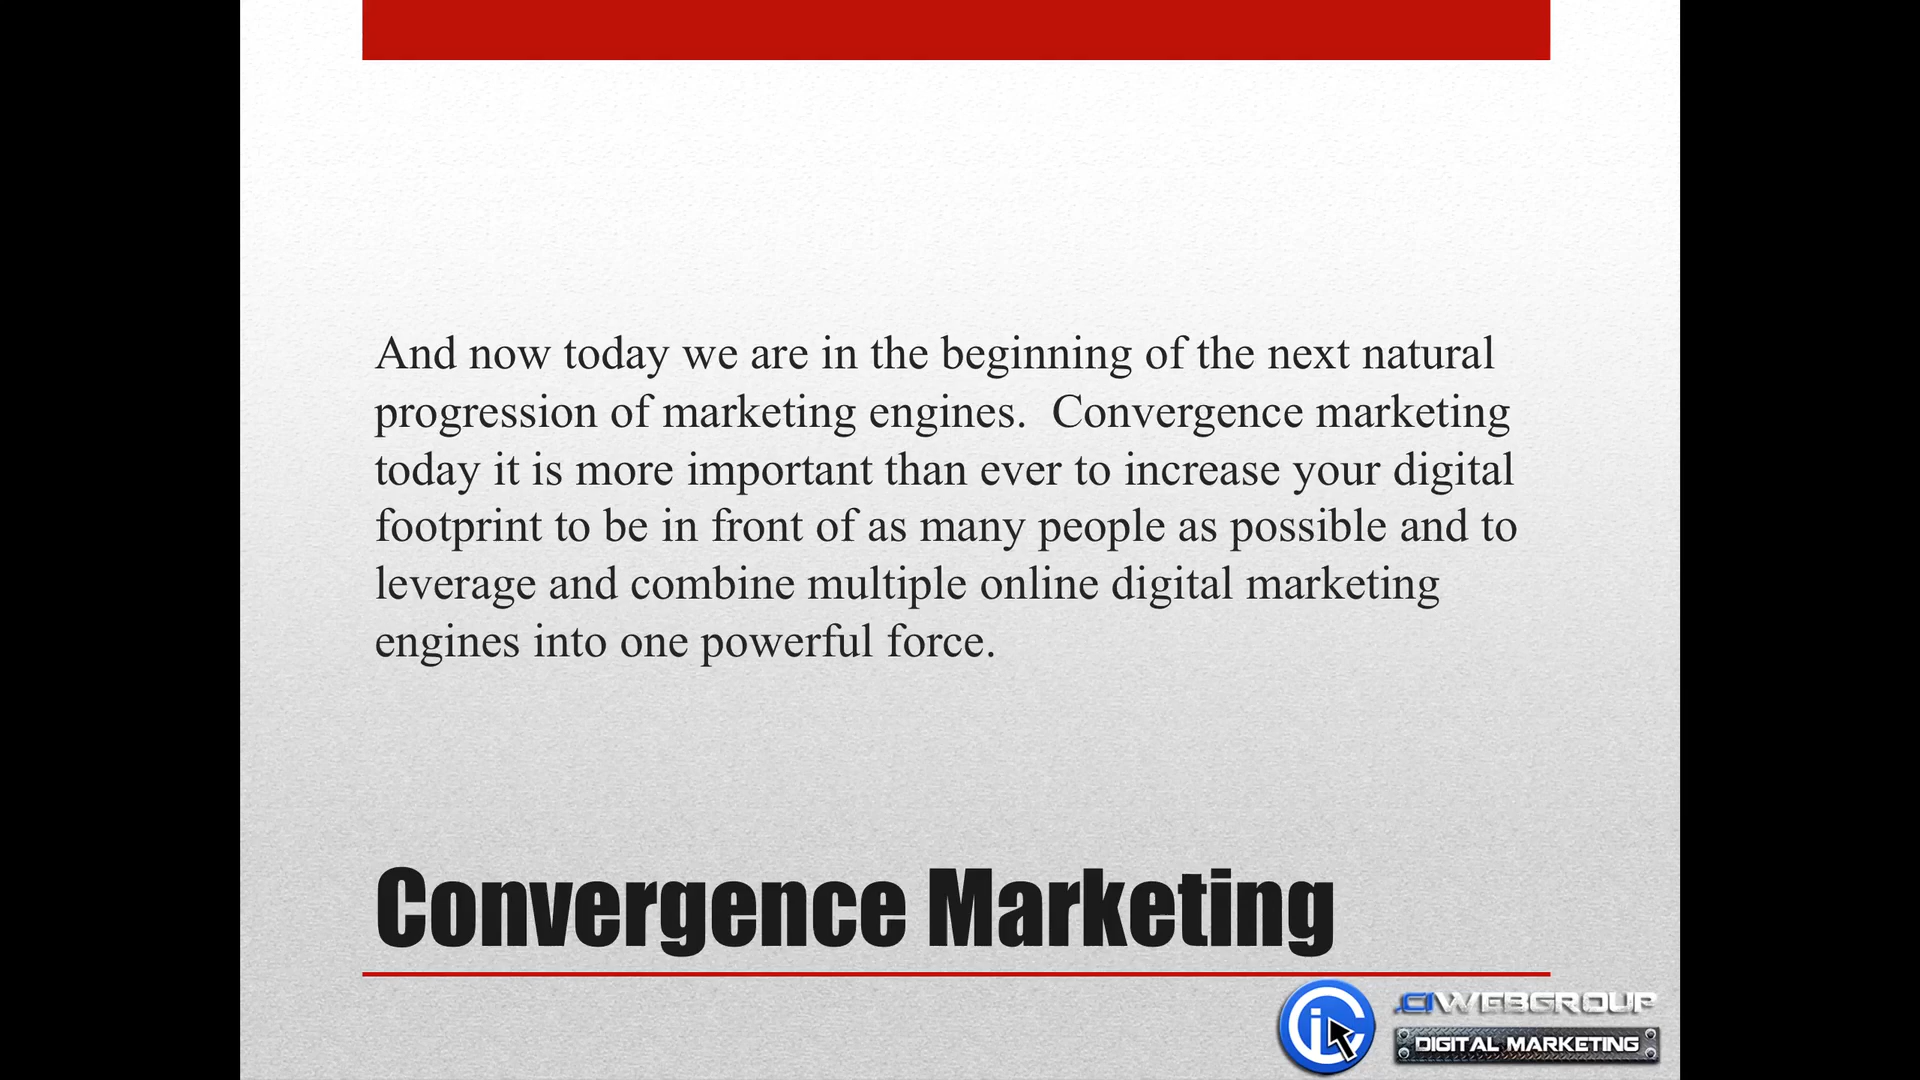 And now today we are in the beginning of the next natural
progression of marketing engines.  Convergence marketing
today it is more important than ever to increase your digital
footprint to be in front of as many people as possible and to
leverage and combine multiple online digital marketing
engines into one powerful force.
Convergence Marketing
CIWEBGROUP
DIGITAL MARKETING